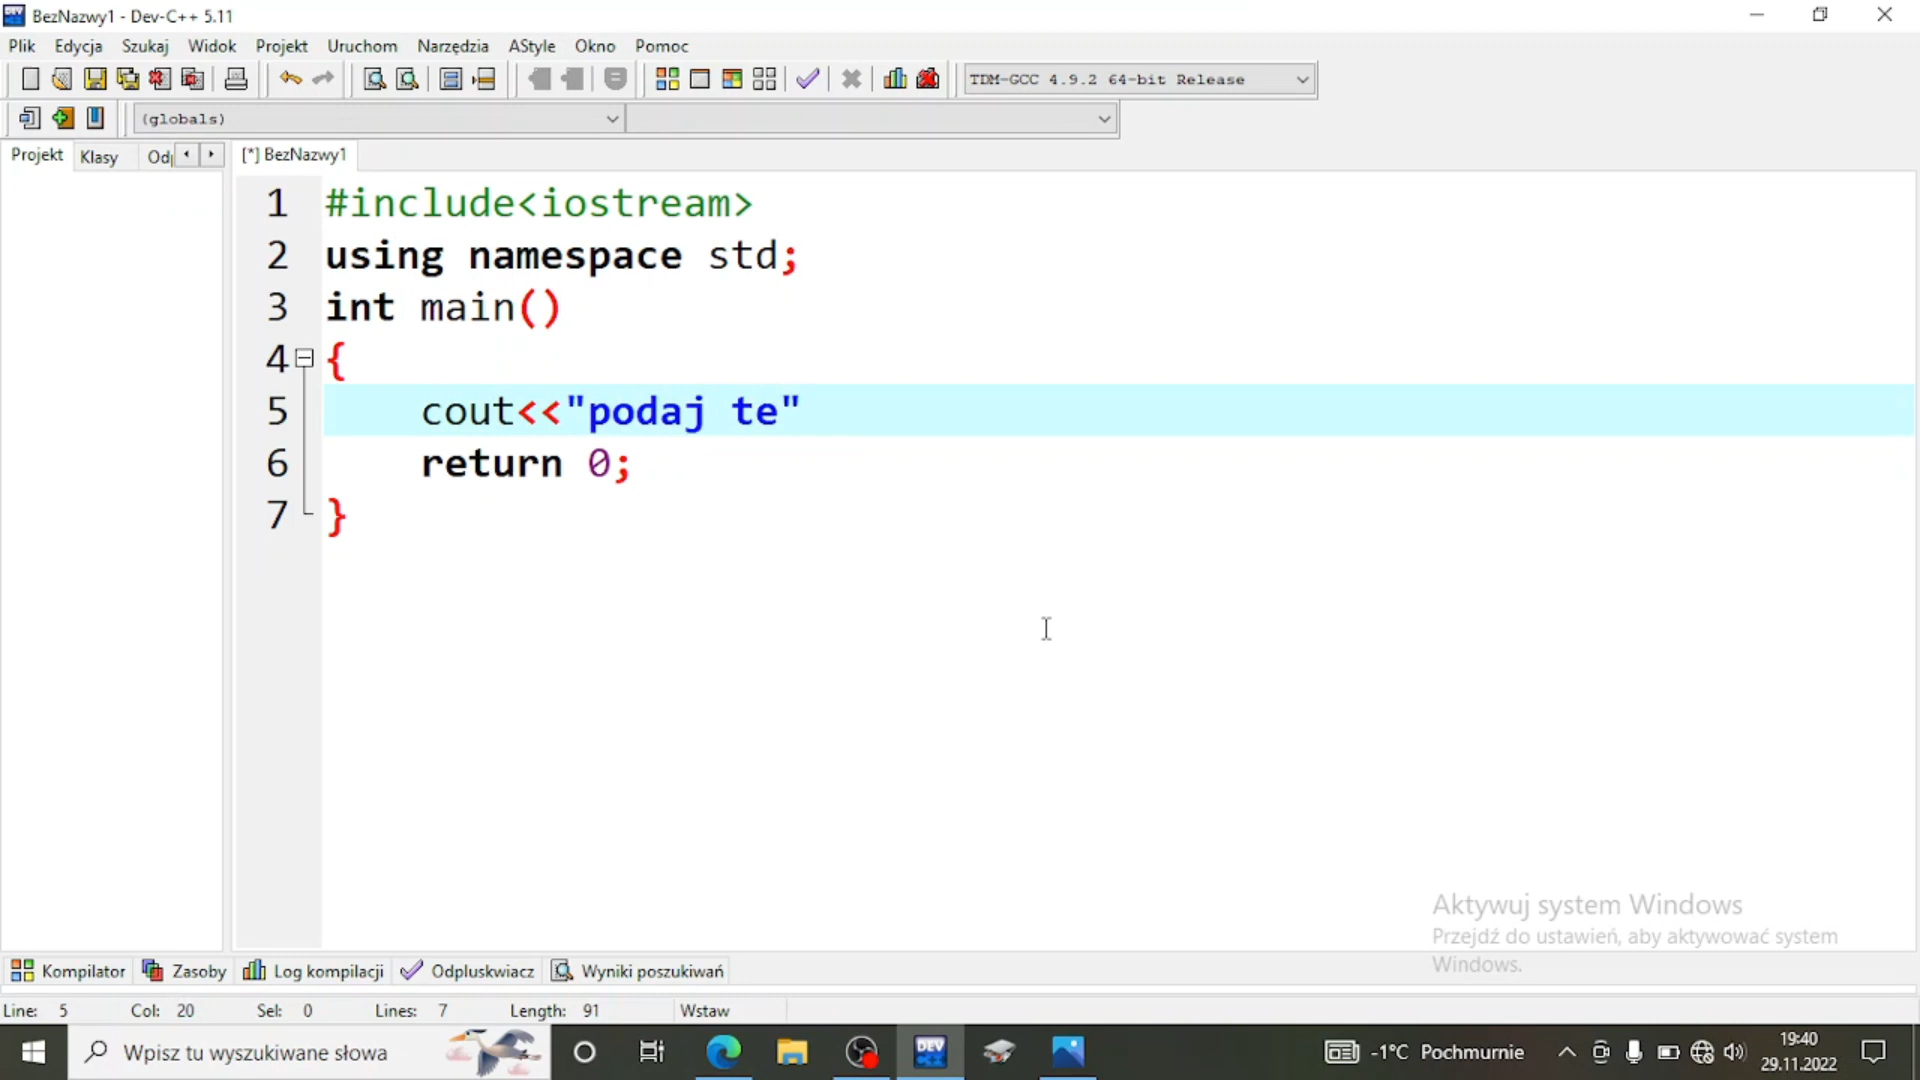 BezNazwy1 - Dev-C++ 5.11
Plik Edycja Szukaj Widok Projekt Uruchom Narzędzia AStyle Okno Pomoc
TDM-GCC 4.9.2 64-bit Release
(globals)
Projekt Klasy Od [*] BezNazwy1
1 #include<iostream>
2 using namespace std;
3 int main()
4 {
5 cout<<"podaj te"
6 return 0;
7 }
Aktywuj system Windows
Przejdź do ustawień, aby aktywować system
Windows.
Kompilator Zasoby Log kompilacji Odpluskwiacz Wyniki poszukiwań
Line: 5 Col: 20 Sel: 0 Lines: 7 Length: 91 Wstaw
Wpisz tu wyszukiwane słowa DEV -1°C Pochmurnie 19:40
29.11.2022